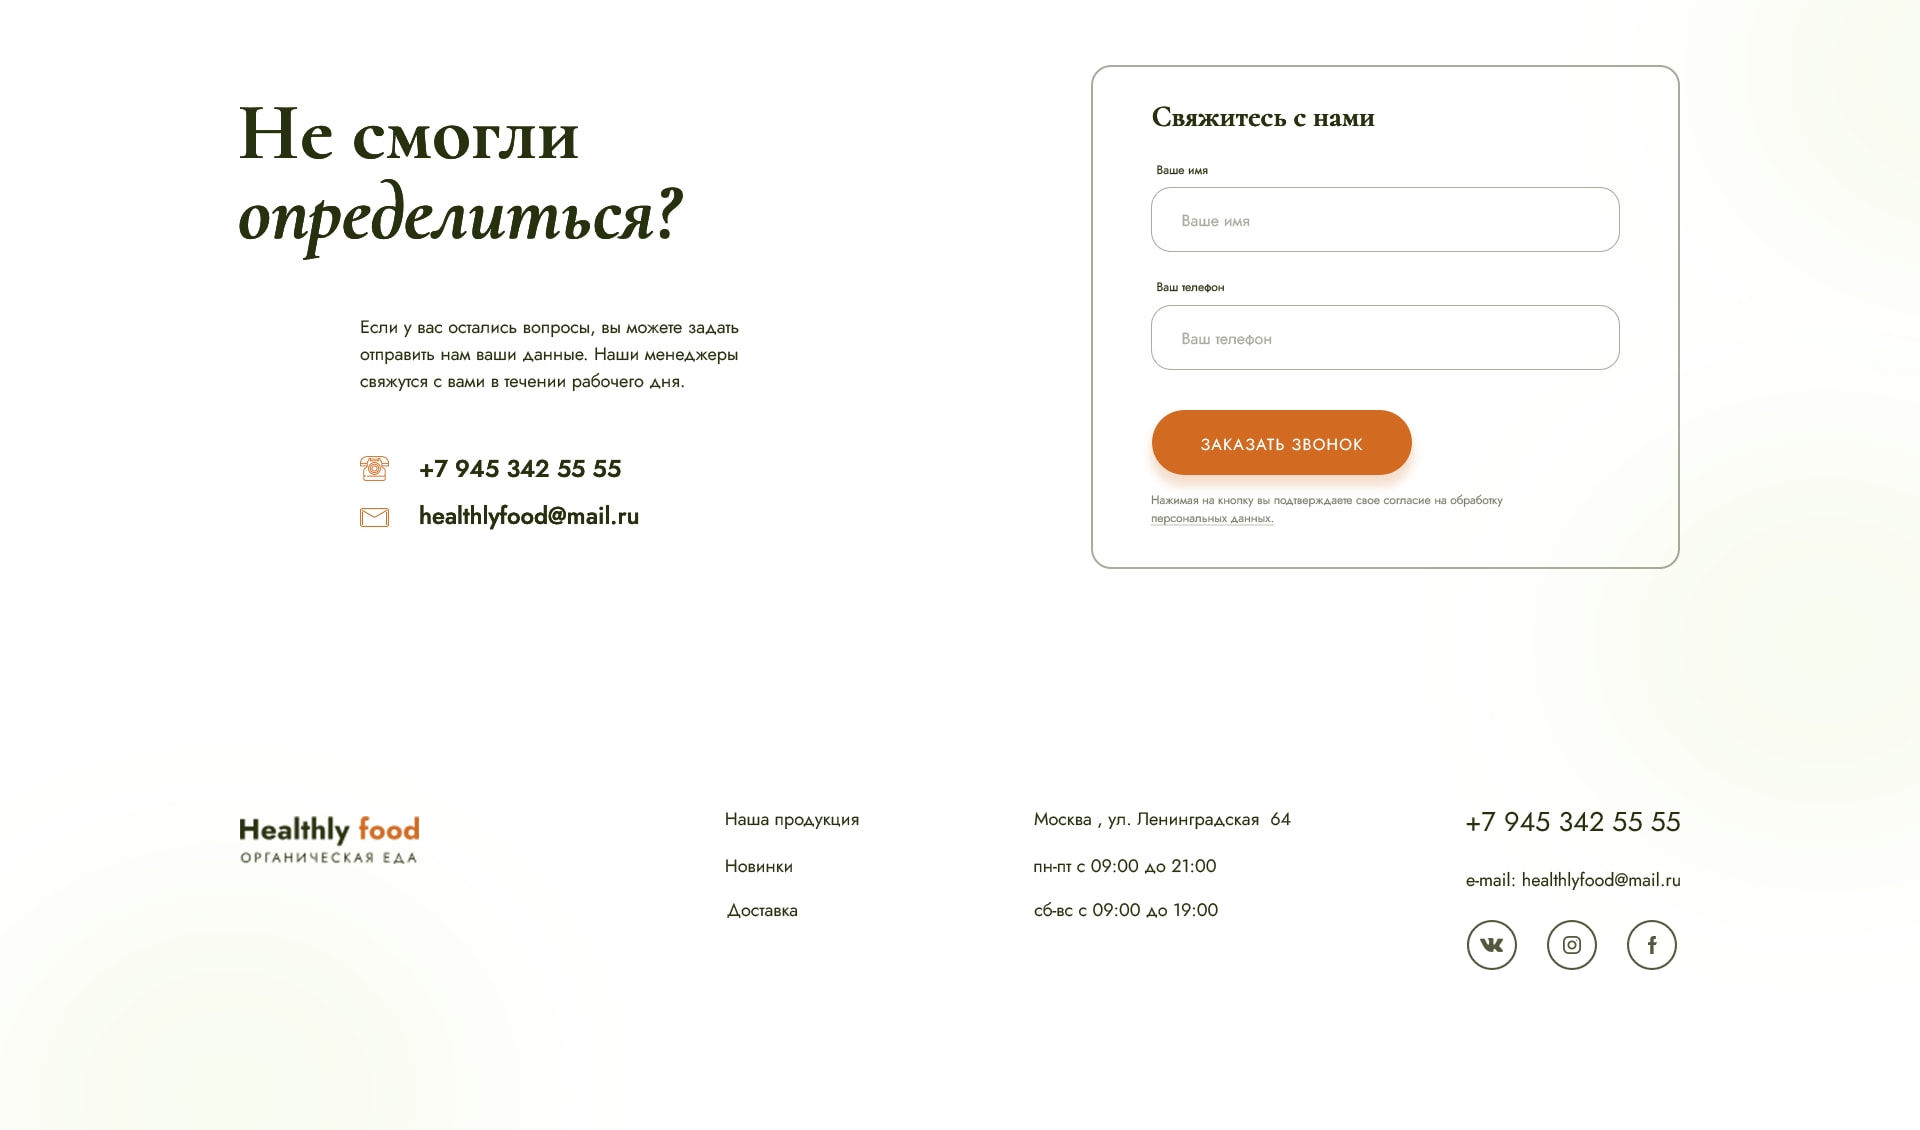 Не смогли
определиться?
Если у вас остались вопросы, вы можете задать
отправить нам ваши данные. Наши менеджеры
свяжутся с вами в течении рабочего дня.
+7 945 342 55 55
healthlyfood@mail.ru
Свяжитесь с нами
Ваше имя
Ваше имя
Ваш телефон
Ваш телефон
ЗАКАЗАТЬ ЗВОНОК
Нажимая на кнопку вы подтверждаете свое согласие на обработку
персональных данных.
Healthly food
ОРГАНИЧЕСКАЯ ЕДА
Наша продукция
Новинки
Доставка
Москва , ул. Ленинградская  64
пн-пт с 09:00 до 21:00
сб-вс с 09:00 до 19:00
+7 945 342 55 55
e-mail: healthlyfood@mail.ru